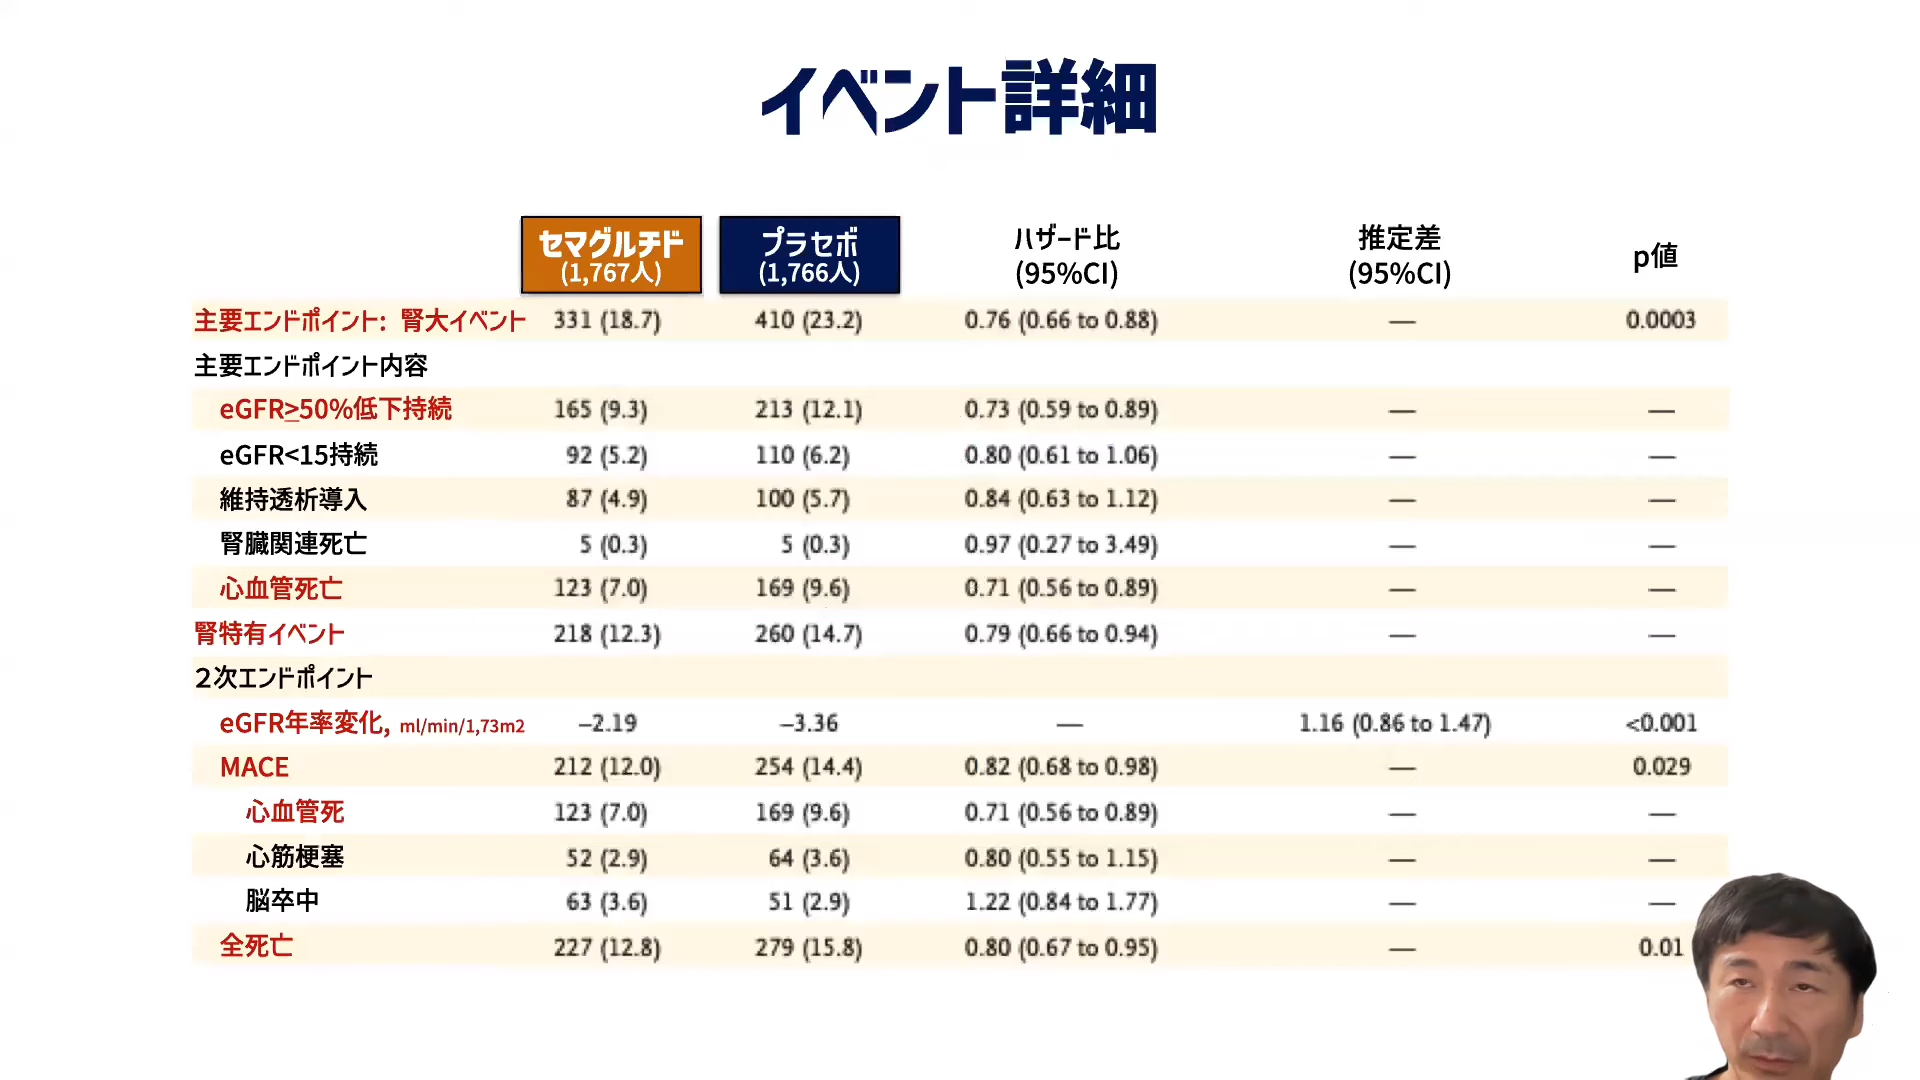 イベント詳細
セマグルチド
(1,767人)
プラセボ
(1,766人)
ハザード比
(95%CI)
推定差
(95%CI)
p値
主要エンドポイント: 腎大イベント 331 (18.7) 410 (23.2) 0.76 (0.66 to 0.88) — 0.0003
主要エンドポイント内容
eGFR≥50%低下持続 165 (9.3) 213 (12.1) 0.73 (0.59 to 0.89) — —
eGFR<15持続 92 (5.2) 110 (6.2) 0.80 (0.61 to 1.06) — —
維持透析導入 87 (4.9) 100 (5.7) 0.84 (0.63 to 1.12) — —
腎臓関連死亡 5 (0.3) 5 (0.3) 0.97 (0.27 to 3.49) — —
心血管死亡 123 (7.0) 169 (9.6) 0.71 (0.56 to 0.89) — —
腎特有イベント 218 (12.3) 260 (14.7) 0.79 (0.66 to 0.94) — —
２次エンドポイント
eGFR年率変化, ml/min/1,73m2 –2.19 –3.36 — 1.16 (0.86 to 1.47) <0.001
MACE 212 (12.0) 254 (14.4) 0.82 (0.68 to 0.98) — 0.029
心血管死 123 (7.0) 169 (9.6) 0.71 (0.56 to 0.89) — —
心筋梗塞 52 (2.9) 64 (3.6) 0.80 (0.55 to 1.15) — —
脳卒中 63 (3.6) 51 (2.9) 1.22 (0.84 to 1.77) — —
全死亡 227 (12.8) 279 (15.8) 0.80 (0.67 to 0.95) — 0.01